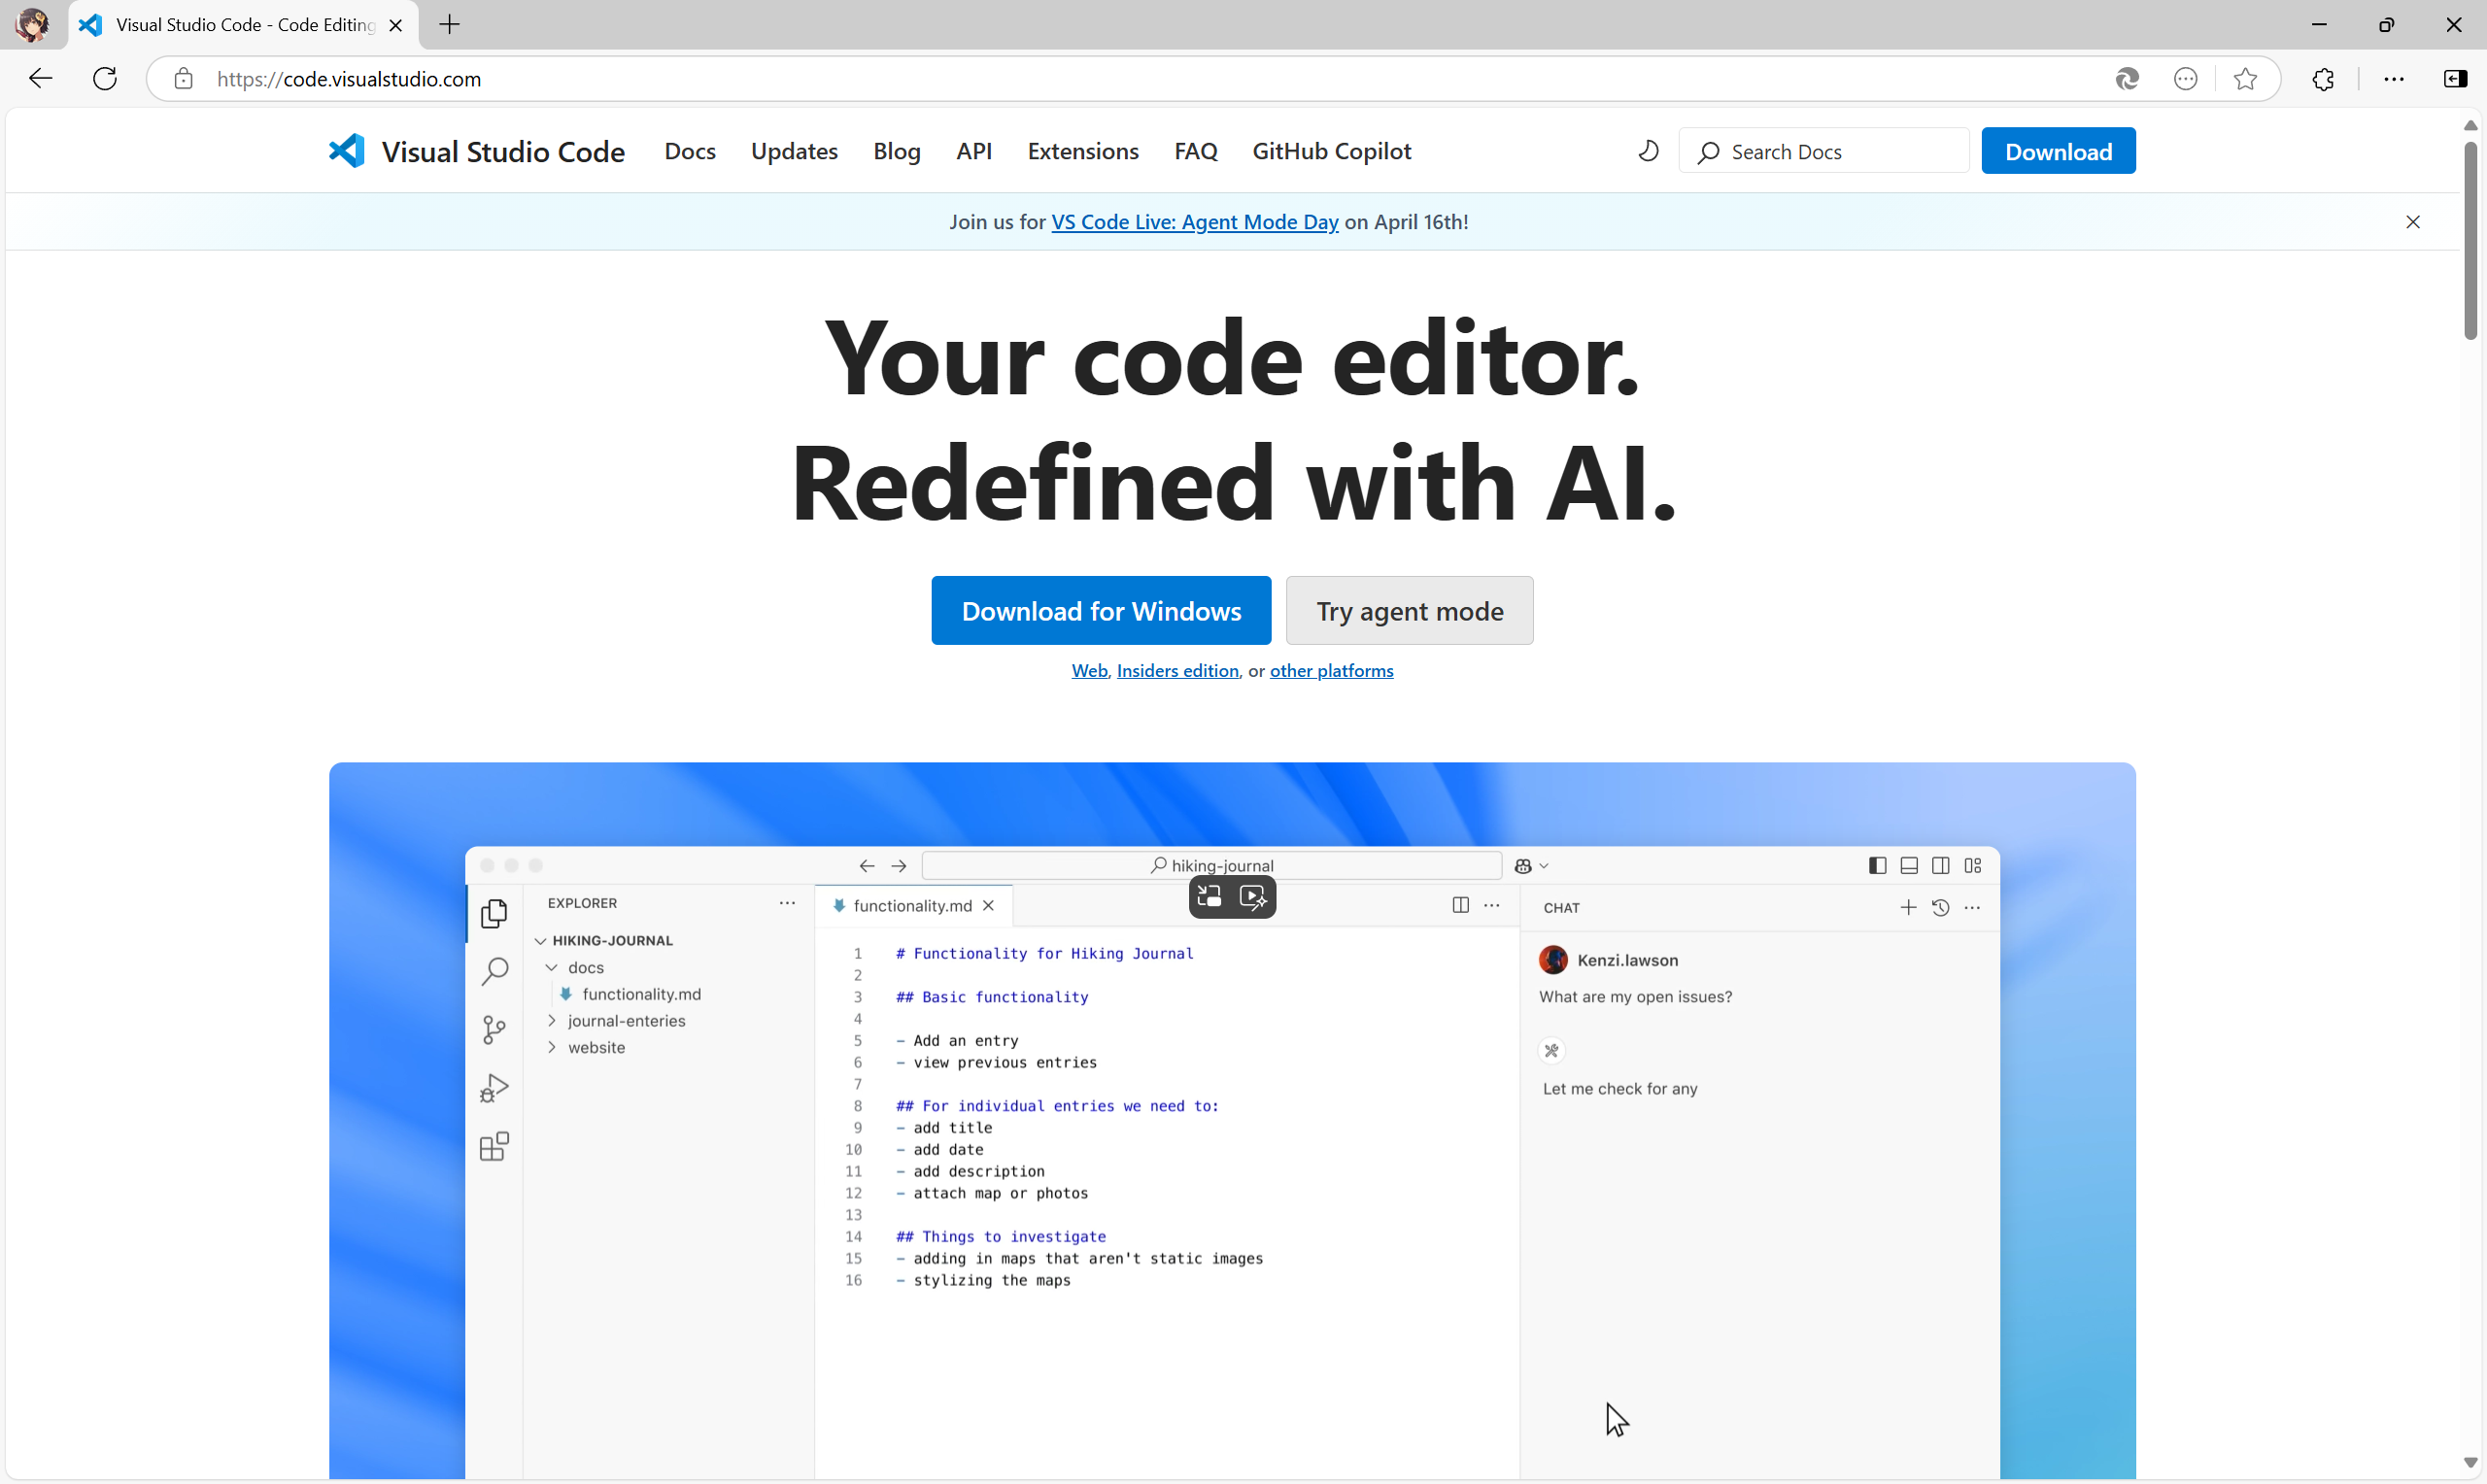 Visual Studio Code - Code Editing
https://code.visualstudio.com
Visual Studio Code Docs Updates Blog API Extensions FAQ GitHub Copilot Search Docs Download
Join us for VS Code Live: Agent Mode Day on April 16th!
Your code editor.
Redefined with AI.
Download for Windows Try agent mode
Web, Insiders edition, or other platforms
hiking-journal
EXPLORER
HIKING-JOURNAL
docs
functionality.md
journal-enteries
website
functionality.md
1 # Functionality for Hiking Journal
2
3 ## Basic functionality
4
5 - Add an entry
6 - view previous entries
7
8 ## For individual entries we need to:
9 - add title
10 - add date
11 - add description
12 - attach map or photos
13
14 ## Things to investigate
15 - adding in maps that aren't static images
16 - stylizing the maps
CHAT
Kenzi.lawson
What are my open issues?
Let me check for any